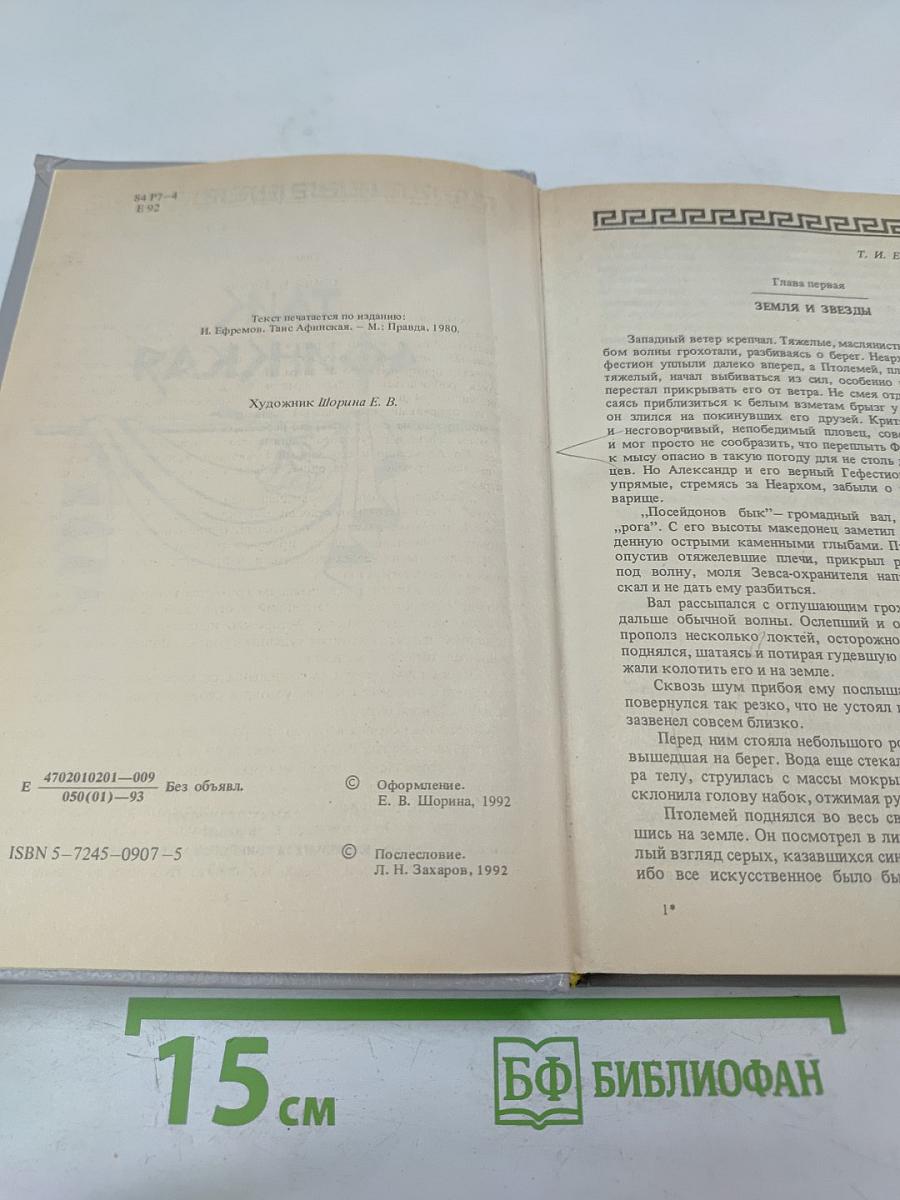 84 Р7—4
Е 92
Текст печатается по изданию:
И. Ефремов. Таис Афинская. — М.: Правда, 1980.
Художник Шорина Е. В.
Е 4702010201—009 Без объявл.
050(01)—93
ISBN 5—7245—0907—5
© Оформление.
Е. В. Шорина, 1992
© Послесловие.
Л. Н. Захаров, 1992
Т. И. Е
Глава первая
ЗЕМЛЯ И ЗВЕЗДЫ
Западный ветер крепчал. Тяжелые, маслянист
бом волны грохотали, разбиваясь о берег. Неарх
фестион уплыли далеко вперед, а Птолемей, пл
тяжелый, начал выбиваться из сил, особенно
перестал прикрывать его от ветра. Не смея отд
саясь приблизиться к белым взметам брызг у
он злился на покинувших его друзей. Крит
и несговорчивый, непобедимый пловец, сове
и мог просто не сообразить, что переплыть Ф
к мысу опасно в такую погоду для не столь
цев. Но Александр и его верный Гефестион
упрямые, стремясь за Неархом, забыли о
варище.
„Посейдонов бык"— громадный вал,
„рога". С его высоты македонец заметил
денную острыми каменными глыбами. П
опустив отяжелевшие плечи, прикрыл р
под волну, моля Зевса-охранителя нап
скал и не дать ему разбиться.
Вал рассыпался с оглушающим грох
дальше обычной волны. Ослепший и о
прополз несколько локтей, осторожно
поднялся, шатаясь и потирая гудевшую
жали колотить его и на земле.
Сквозь шум прибоя ему послыша
повернулся так резко, что не устоял
зазвенел совсем близко.
Перед ним стояла небольшого ро
вышедшая на берег. Вода еще стекал
ра телу, струилась с массы мокры
склонила голову набок, отжимая ру
Птолемей поднялся во весь св
шись на земле. Он посмотрел в ли
лый взгляд серых, казавшихся син
ибо все искусственное было бы
1*
15 см
БФ БИБЛИОФАН